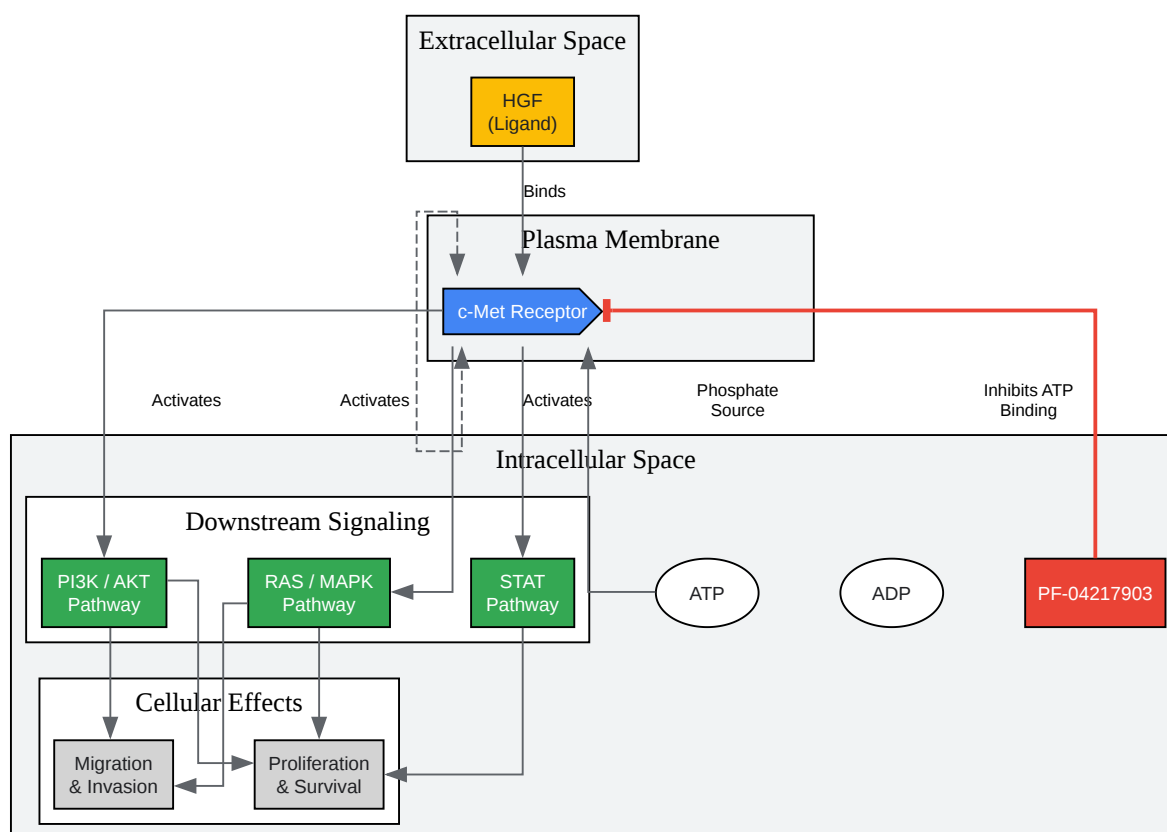 Extracellular Space
HGF
(Ligand)
Binds
Plasma Membrane
c-Met Receptor
Activates
Activates
Activates
Phosphate
Source
Inhibits ATP
Binding
Intracellular Space
Downstream Signaling
PI3K / AKT
Pathway
RAS / MAPK
Pathway
STAT
Pathway
ATP
ADP
PF-04217903
Cellular Effects
Migration
& Invasion
Proliferation
& Survival